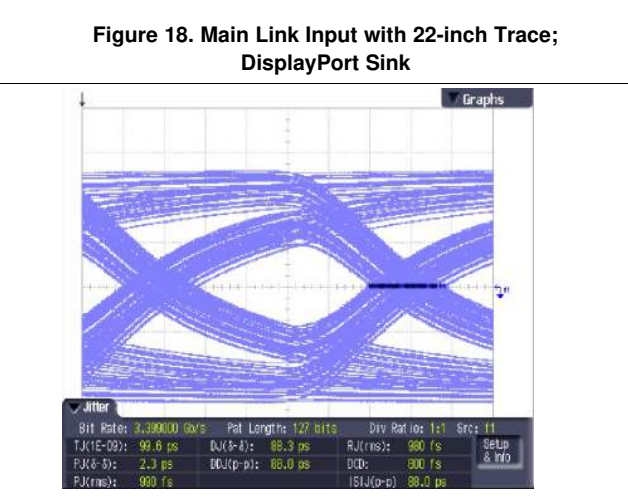 Figure 18. Main Link Input with 22-inch Trace;
DisplayPort Sink
Graphs
f1
Jitter
Bit Rate: 3.399000 Gb/s Pat Length: 127 bits Div Ratio: 1:1 Src: f1
TJ(1E-09): 99.6 ps DJ(δ-δ): 88.3 ps RJ(rms): 980 fs Setup
PJ(δ-δ): 2.3 ps DDJ(p-p): 88.0 ps DCD: 800 fs & Info
PJ(rms): 990 fs ISIJ(p-p) 88.0 ps